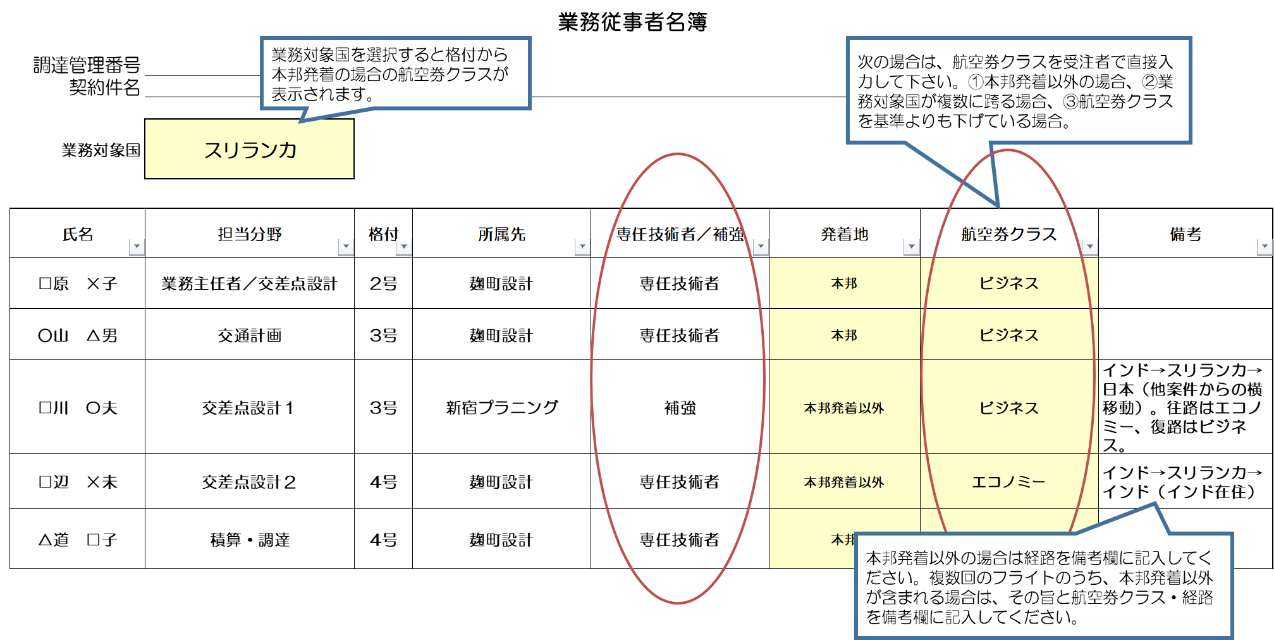 業務従事者名簿
業務対象国を選択すると格付から
本邦発着の場合の航空券クラスが
表示されます。
次の場合は、航空券クラスを受注者で直接入
力して下さい。①本邦発着以外の場合、②業
務対象国が複数に跨る場合、③航空券クラス
を基準よりも下げている場合。
調達管理番号
契約件名
業務対象国 スリランカ
氏名 担当分野 格付 所属先 専任技術者／補強 発着地 航空券クラス 備考
□原　×子 業務主任者／交差点設計 2号 麹町設計 専任技術者 本邦 ビジネス
○山　△男 交通計画 3号 麹町設計 専任技術者 本邦 ビジネス
□川　○夫 交差点設計１ 3号 新宿プラニング 補強 本邦発着以外 ビジネス
インド→スリランカ→
日本（他案件からの横
移動）。往路はエコノ
ミー、復路はビジネ
ス。
□辺　×未 交差点設計２ 4号 麹町設計 専任技術者 本邦発着以外 エコノミー
インド→スリランカ→
インド（インド在住）
△道　□子 積算・調達 4号 麹町設計 専任技術者 本邦
本邦発着以外の場合は経路を備考欄に記入してく
ださい。複数回のフライトのうち、本邦発着以外
が含まれる場合は、その旨と航空券クラス・経路
を備考欄に記入してください。